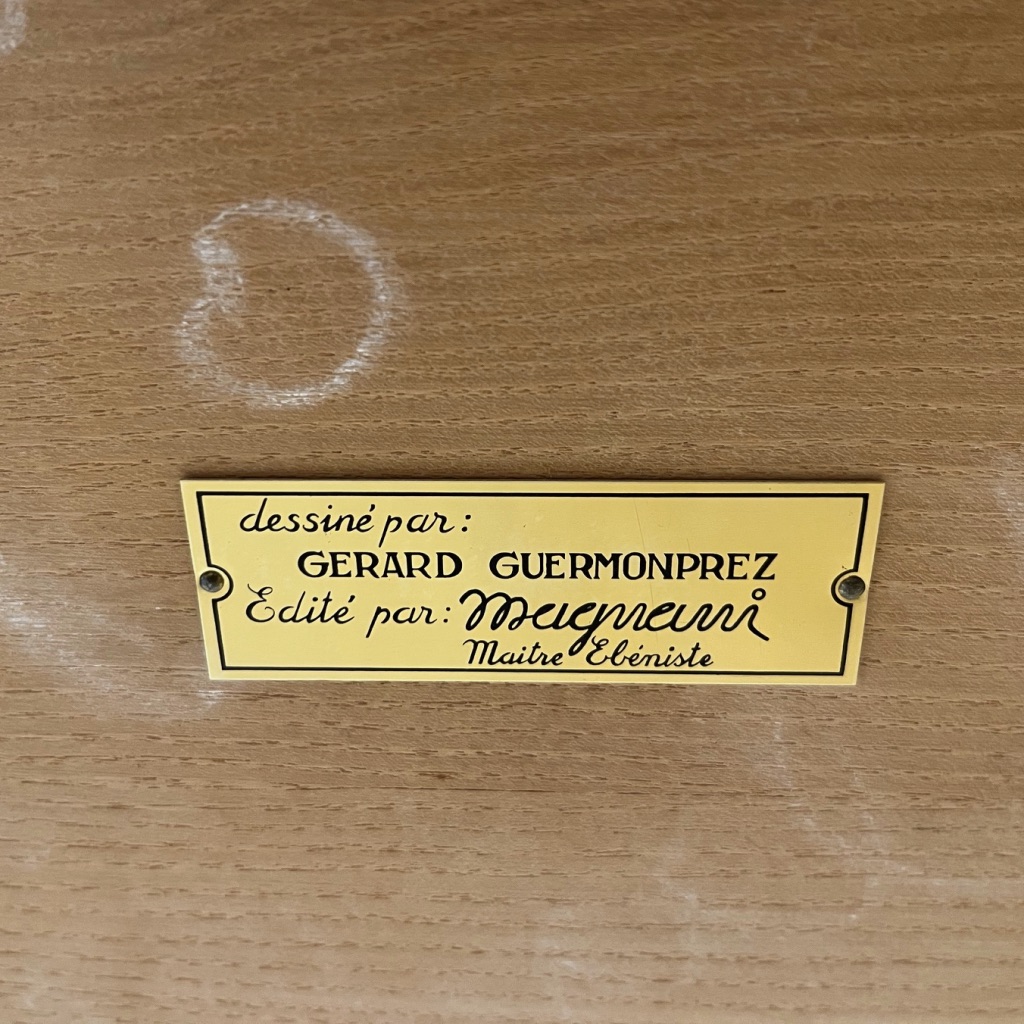 dessiné par:
GERARD GUERMONPREZ
Edité par: Magnani
Maitre Ebéniste